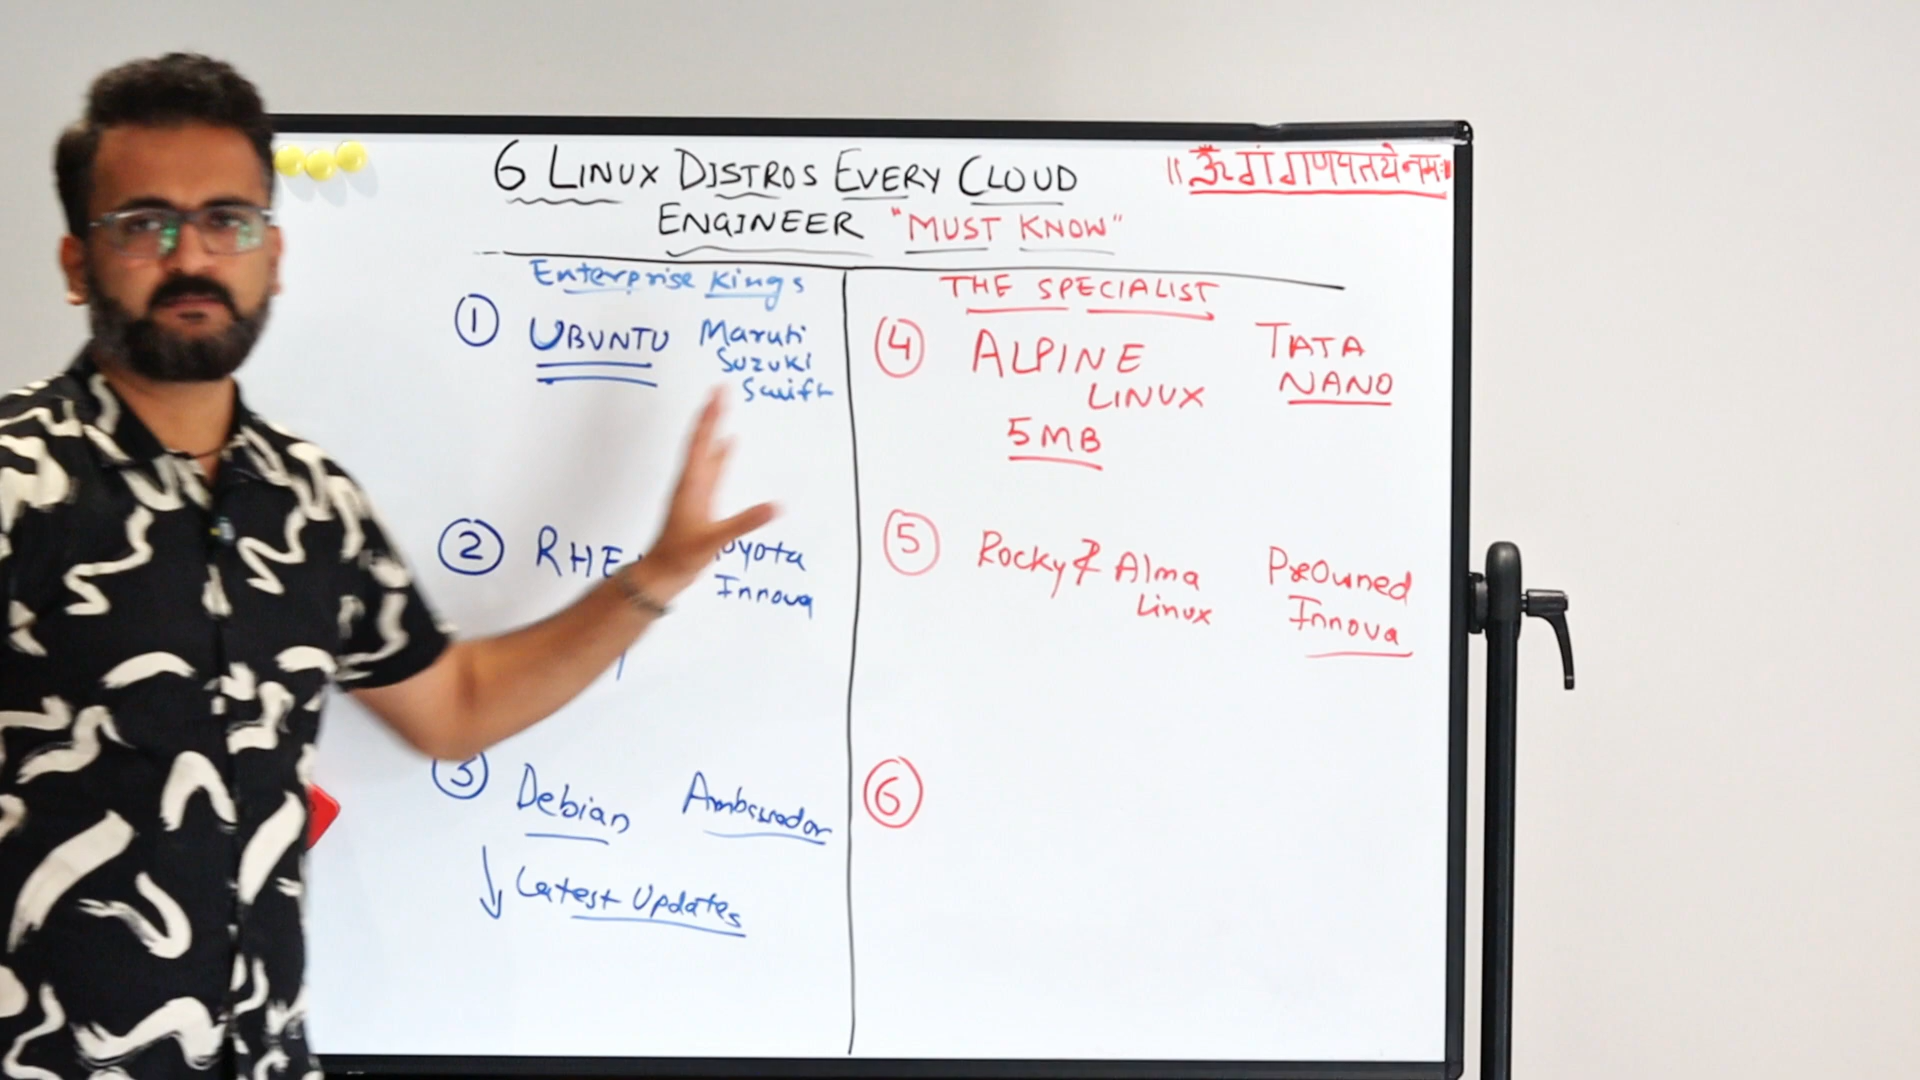 6 LINUX DISTROS EVERY CLOUD
ENGINEER "MUST KNOW"
॥ ॐ गं गणपतये नमः॥
Enterprise Kings
1 UBUNTU Maruti
Suzuki
Swift
2 RHE
Innova
3 Debian Ambassador
↓ Latest Updates
THE SPECIALIST
4 ALPINE TATA
LINUX NANO
5MB
5 Rocky & Alma PreOwned
Linux Innova
6